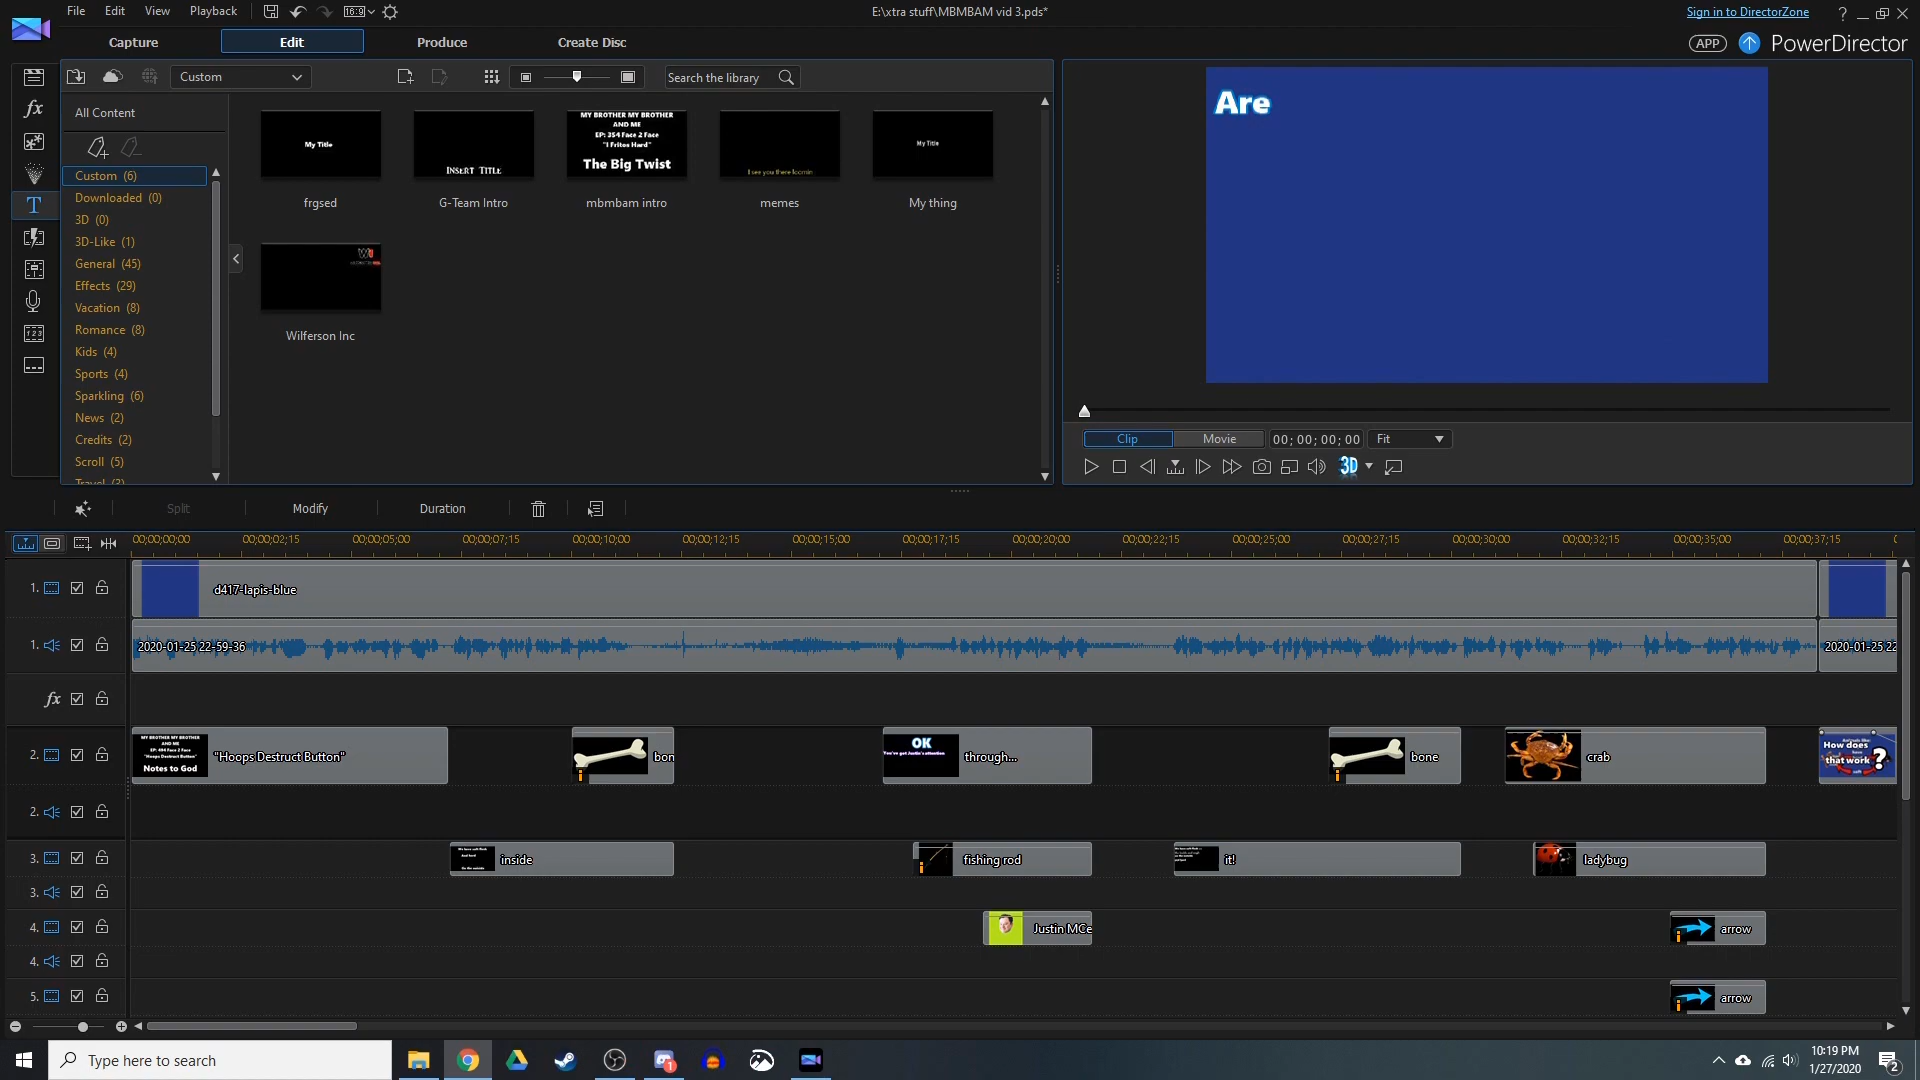 File Edit View Playback
16:9
E:\xtra stuff\MBMBAM vid 3.pds*
Sign in to DirectorZone
?
Capture Edit Produce Create Disc
APP PowerDirector
Custom
Search the library
All Content
Custom (6)
Downloaded (0)
3D (0)
3D-Like (1)
General (45)
Effects (29)
Vacation (8)
Romance (8)
Kids (4)
Sports (4)
Sparkling (6)
News (2)
Credits (2)
Scroll (5)
My Title
frgsed
INSERT TITLE
G-Team Intro
MY BROTHER MY BROTHER
AND ME
EP: 354 Face 2 Face
"I Fritos Hard"
The Big Twist
mbmbam intro
I see you there locmin
memes
My Title
My thing
Wilferson Inc
Are
Clip Movie 00; 00; 00; 00 Fit
3D
Split Modify Duration
00;00;00;00 00;00;02;15 00;00;05;00 00;00;07;15 00;00;10;00 00;00;12;15 00;00;15;00 00;00;17;15 00;00;20;00 00;00;22;15 00;00;25;00 00;00;27;15 00;00;30;00 00;00;32;15 00;00;35;00 00;00;37;15
1. d417-lapis-blue
1. 2020-01-25 22-59-36 2020-01-25 22
fx
2. MY BROTHER MY BROTHER
AND ME
EP: 494 Face 2 Face
"Hoops Destruct Button"
Notes to God
"Hoops Destruct Button"
bon
OK
You've got Justin's attention
through...
bone
crab
How does
that work ?
2.
3. inside fishing rod it! ladybug
3.
4. Justin MCe arrow
4.
5. arrow
Type here to search
10:19 PM
1/27/2020
1
2